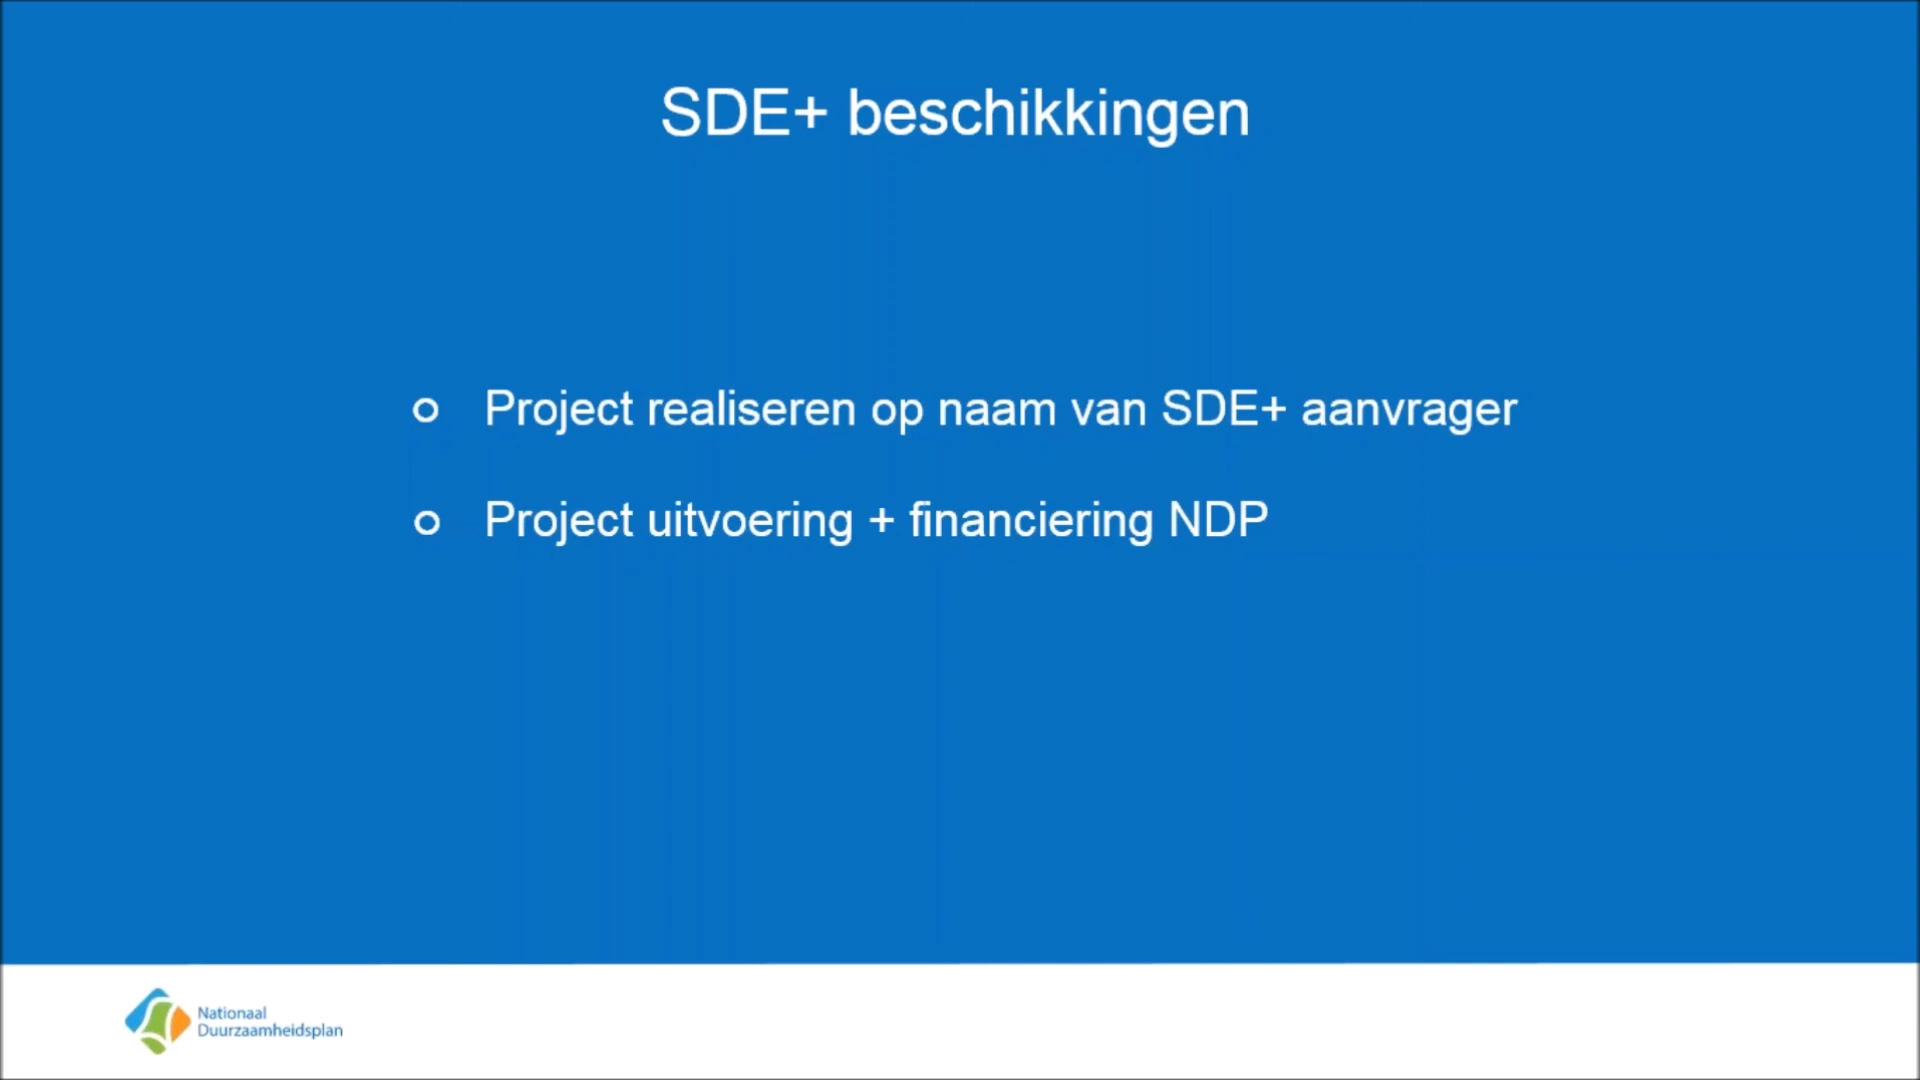 SDE+ beschikkingen
Project realiseren op naam van SDE+ aanvrager
Project uitvoering + financiering NDP
Nationaal
Duurzaamheidsplan